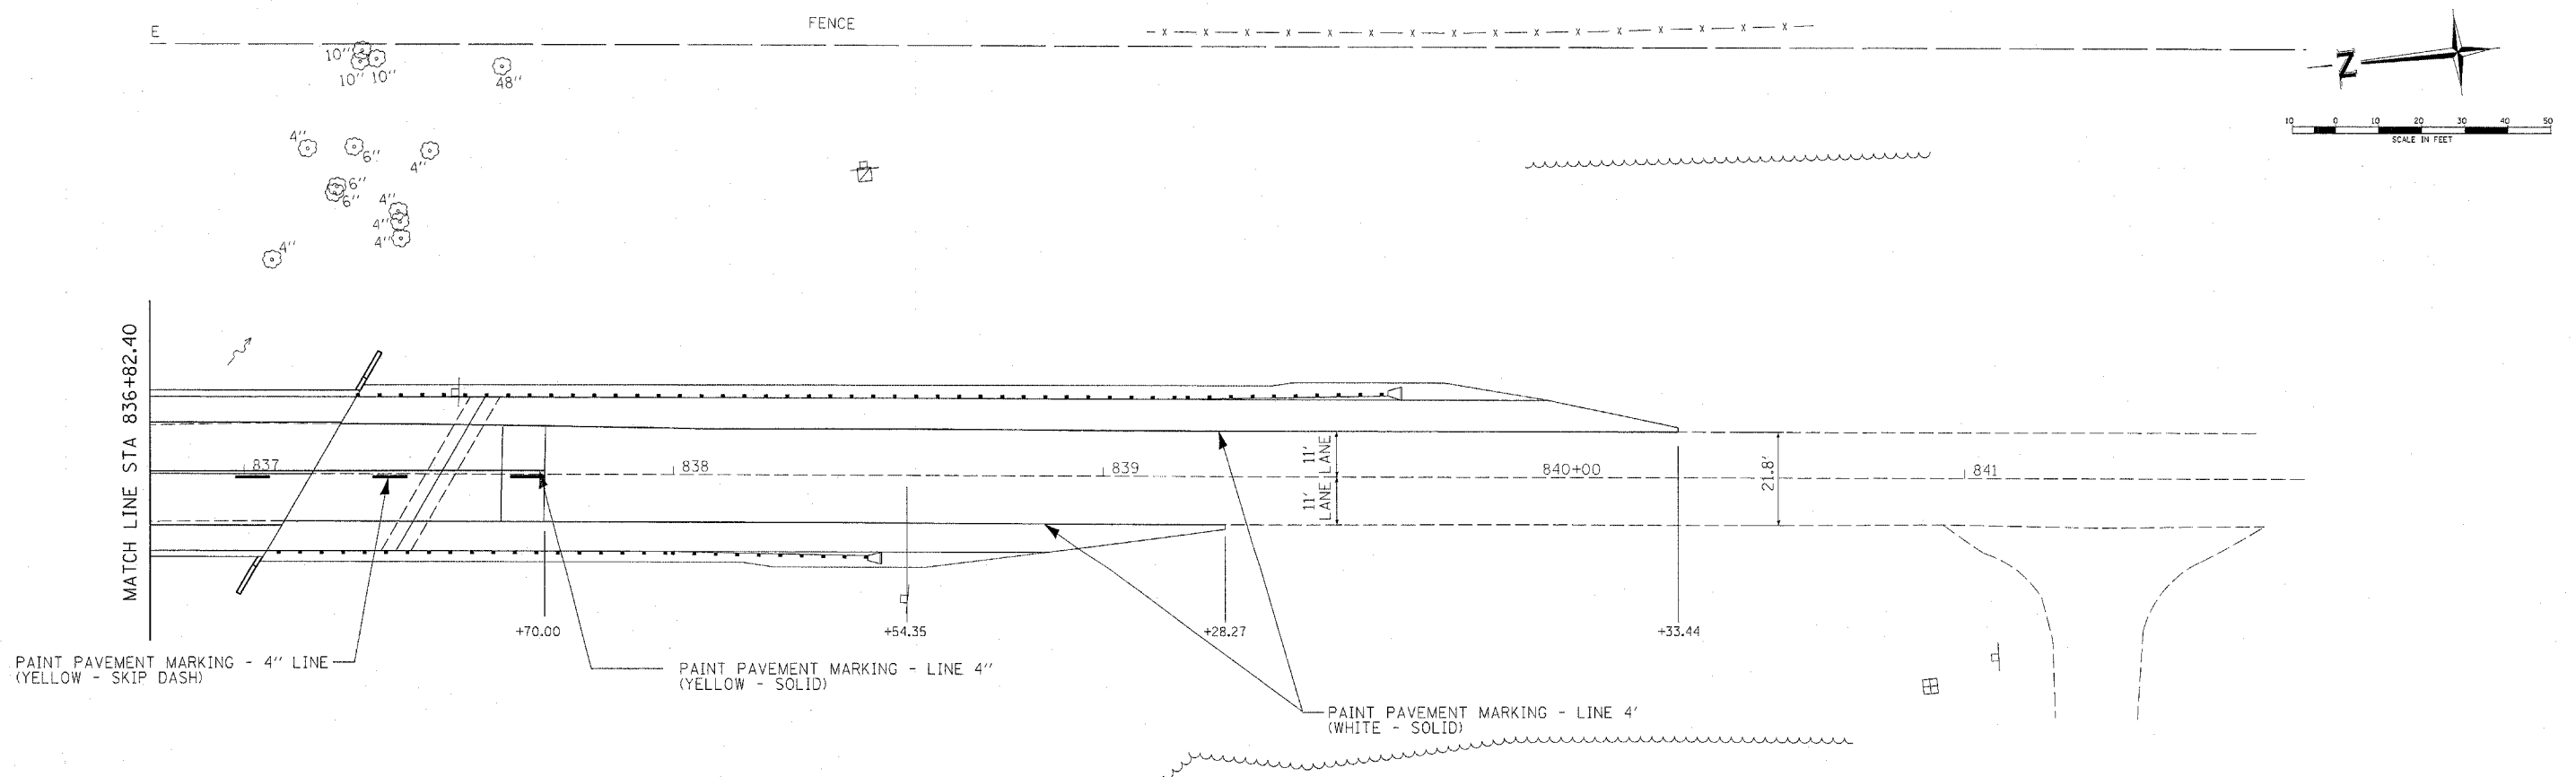 E
FENCE
10''
10'' 10''
48''
N
10 0 10 20 30 40 50
SCALE IN FEET
4''
6''
4''
6''
6''
4''
4''
4''
4''
MATCH LINE STA 836+82.40
837
838
839
840+00
841
11' LANE
11' LANE
21.8'
+70.00
+54.35
+28.27
+33.44
PAINT PAVEMENT MARKING - 4'' LINE
(YELLOW - SKIP DASH)
PAINT PAVEMENT MARKING - LINE 4''
(YELLOW - SOLID)
PAINT PAVEMENT MARKING - LINE 4'
(WHITE - SOLID)